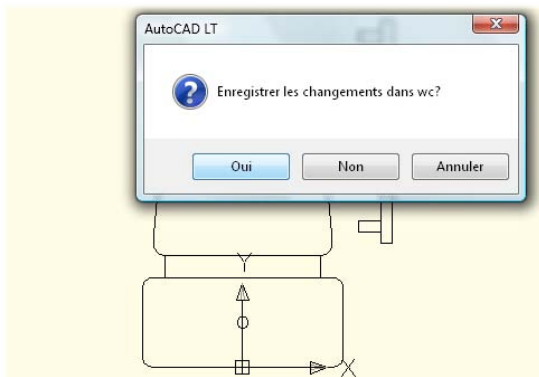 AutoCAD LT
Enregistrer les changements dans wc?
Oui Non Annuler
Y
X